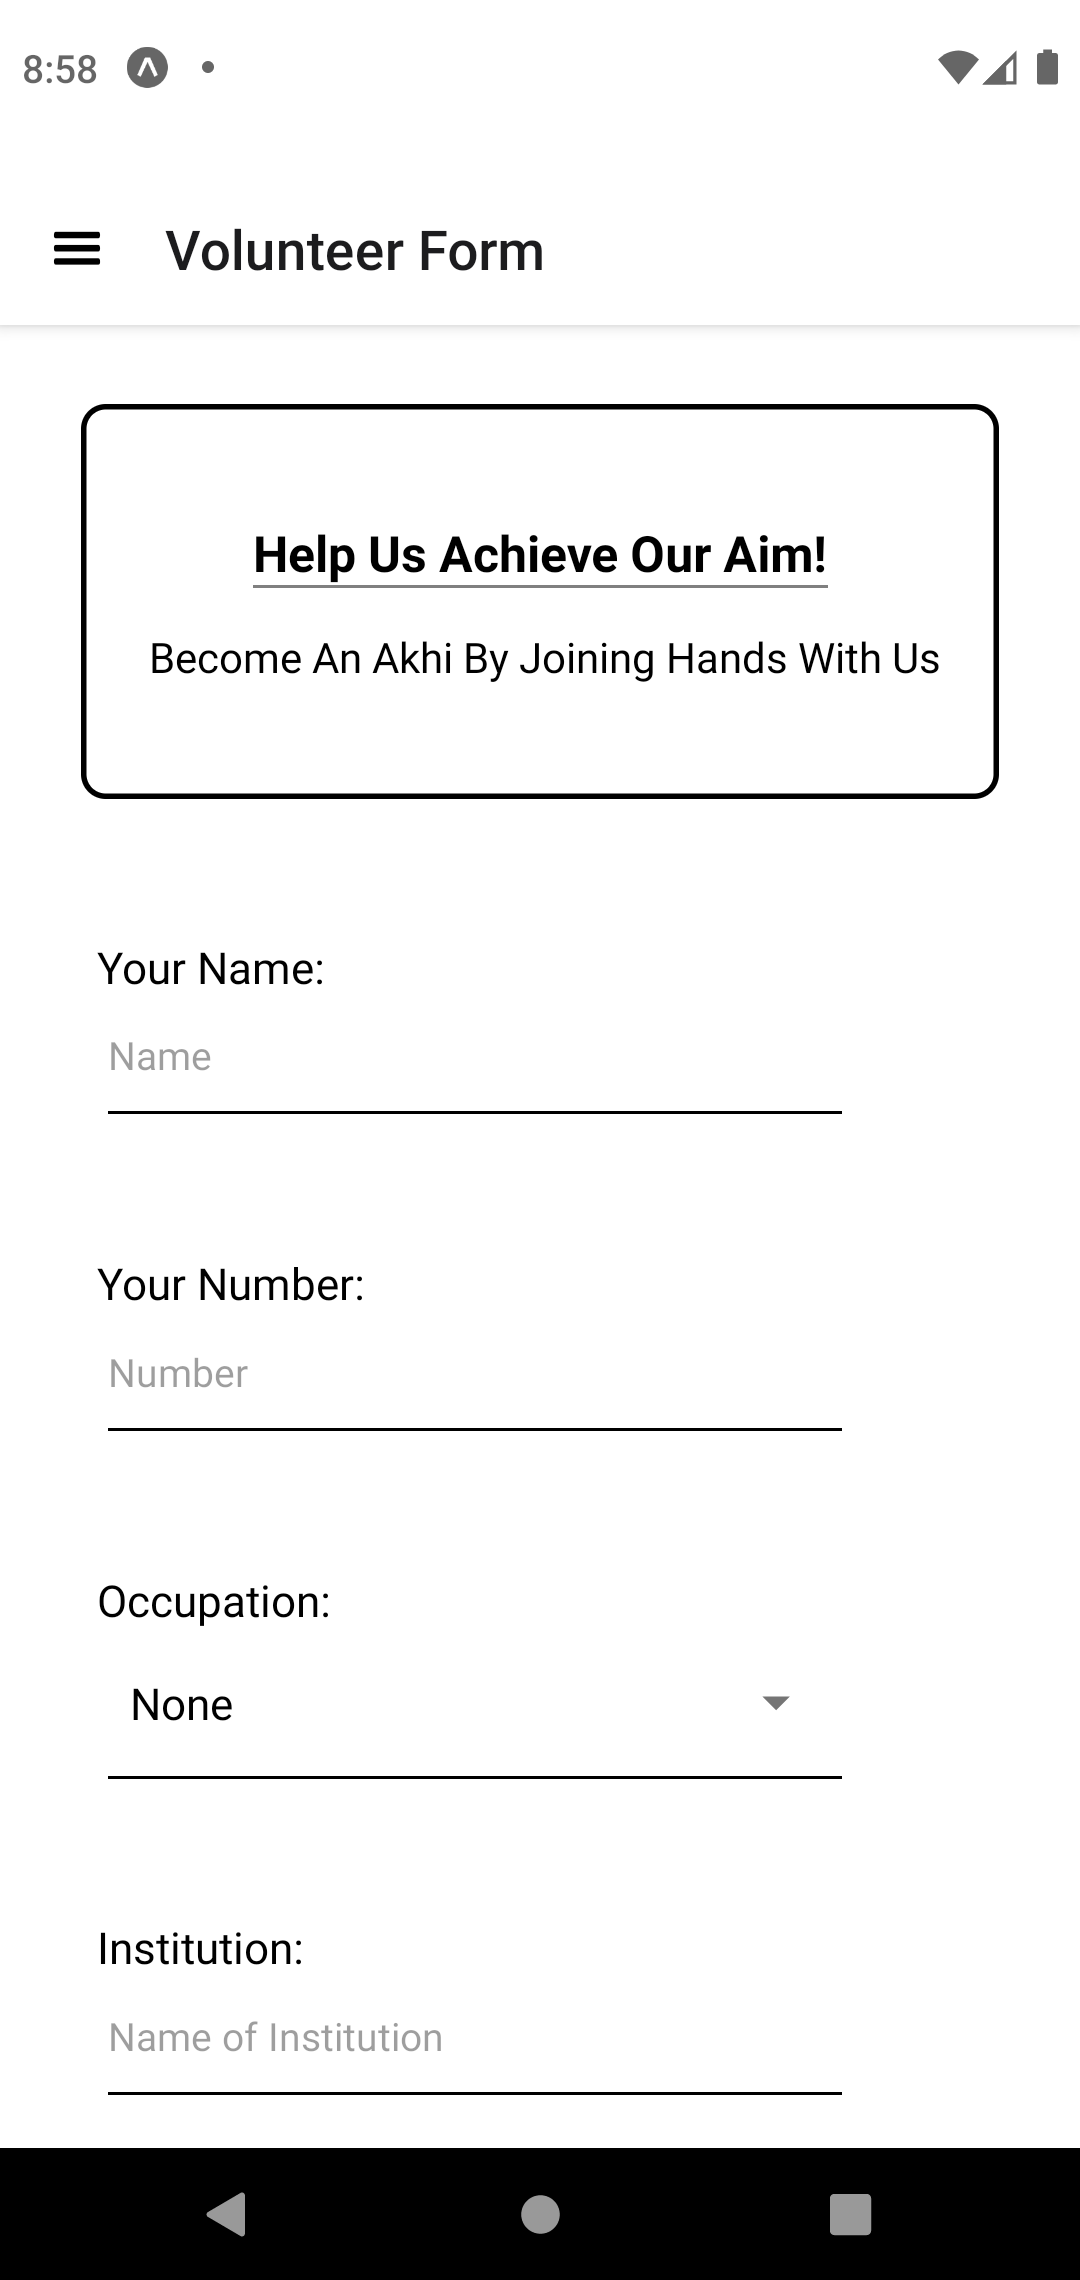 8:58
Volunteer Form
Help Us Achieve Our Aim!
Become An Akhi By Joining Hands With Us
Your Name:
Name
Your Number:
Number
Occupation:
None
Institution:
Name of Institution